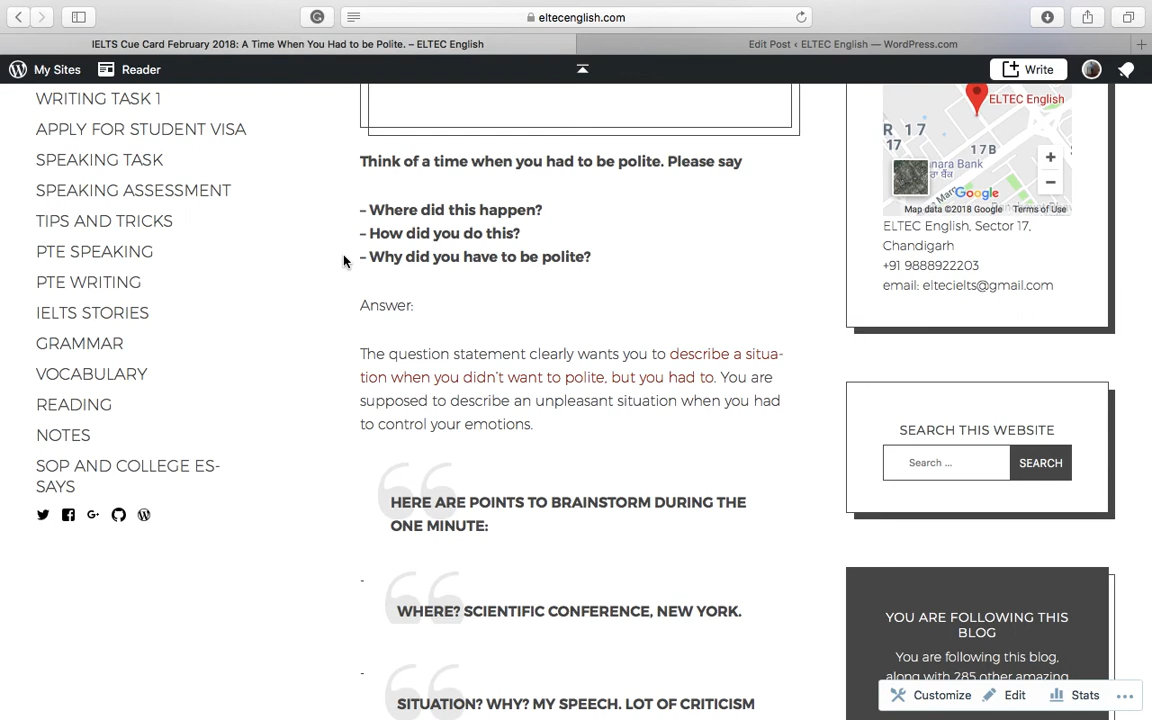 eltecenglish.com
IELTS Cue Card February 2018: A Time When You Had to be Polite. – ELTEC English
Edit Post ‹ ELTEC English — WordPress.com
My Sites
Reader
Write
WRITING TASK 1
APPLY FOR STUDENT VISA
SPEAKING TASK
SPEAKING ASSESSMENT
TIPS AND TRICKS
PTE SPEAKING
PTE WRITING
IELTS STORIES
GRAMMAR
VOCABULARY
READING
NOTES
SOP AND COLLEGE ES-
SAYS
Think of a time when you had to be polite. Please say
– Where did this happen?
– How did you do this?
– Why did you have to be polite?
Answer:
The question statement clearly wants you to describe a situa-
tion when you didn't want to polite, but you had to. You are
supposed to describe an unpleasant situation when you had
to control your emotions.
HERE ARE POINTS TO BRAINSTORM DURING THE
ONE MINUTE:
-
WHERE? SCIENTIFIC CONFERENCE, NEW YORK.
-
SITUATION? WHY? MY SPEECH. LOT OF CRITICISM
ELTEC English
R 17
17
17B
nara Bank
ਰਾ ਬੈਂਕ
Google
Map data ©2018 Google
Terms of Use
ELTEC English, Sector 17,
Chandigarh
+91 9888922203
email: eltecielts@gmail.com
SEARCH THIS WEBSITE
Search ...
SEARCH
YOU ARE FOLLOWING THIS
BLOG
You are following this blog,
along with 285 other amazing
Customize
Edit
Stats